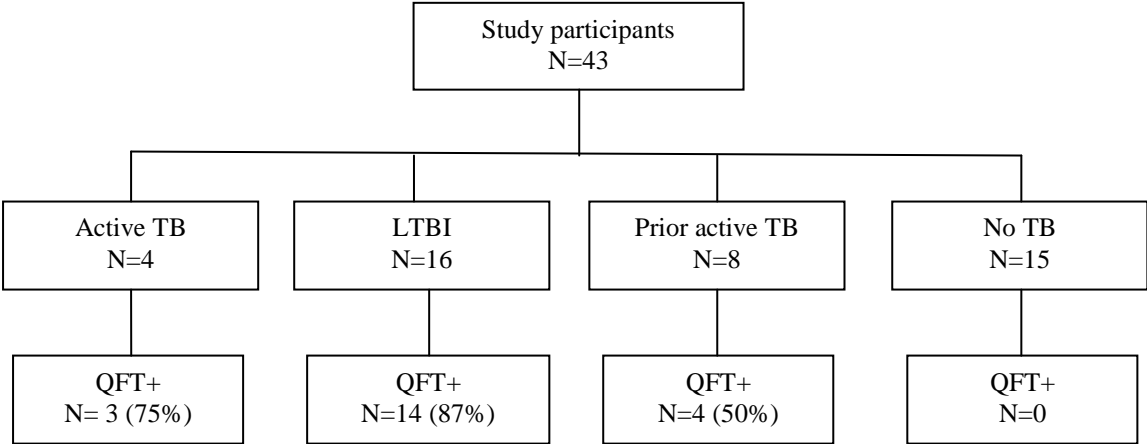 Study participants
N=43
Active TB
N=4
LTBI
N=16
Prior active TB
N=8
No TB
N=15
QFT+
N= 3 (75%)
QFT+
N=14 (87%)
QFT+
N=4 (50%)
QFT+
N=0